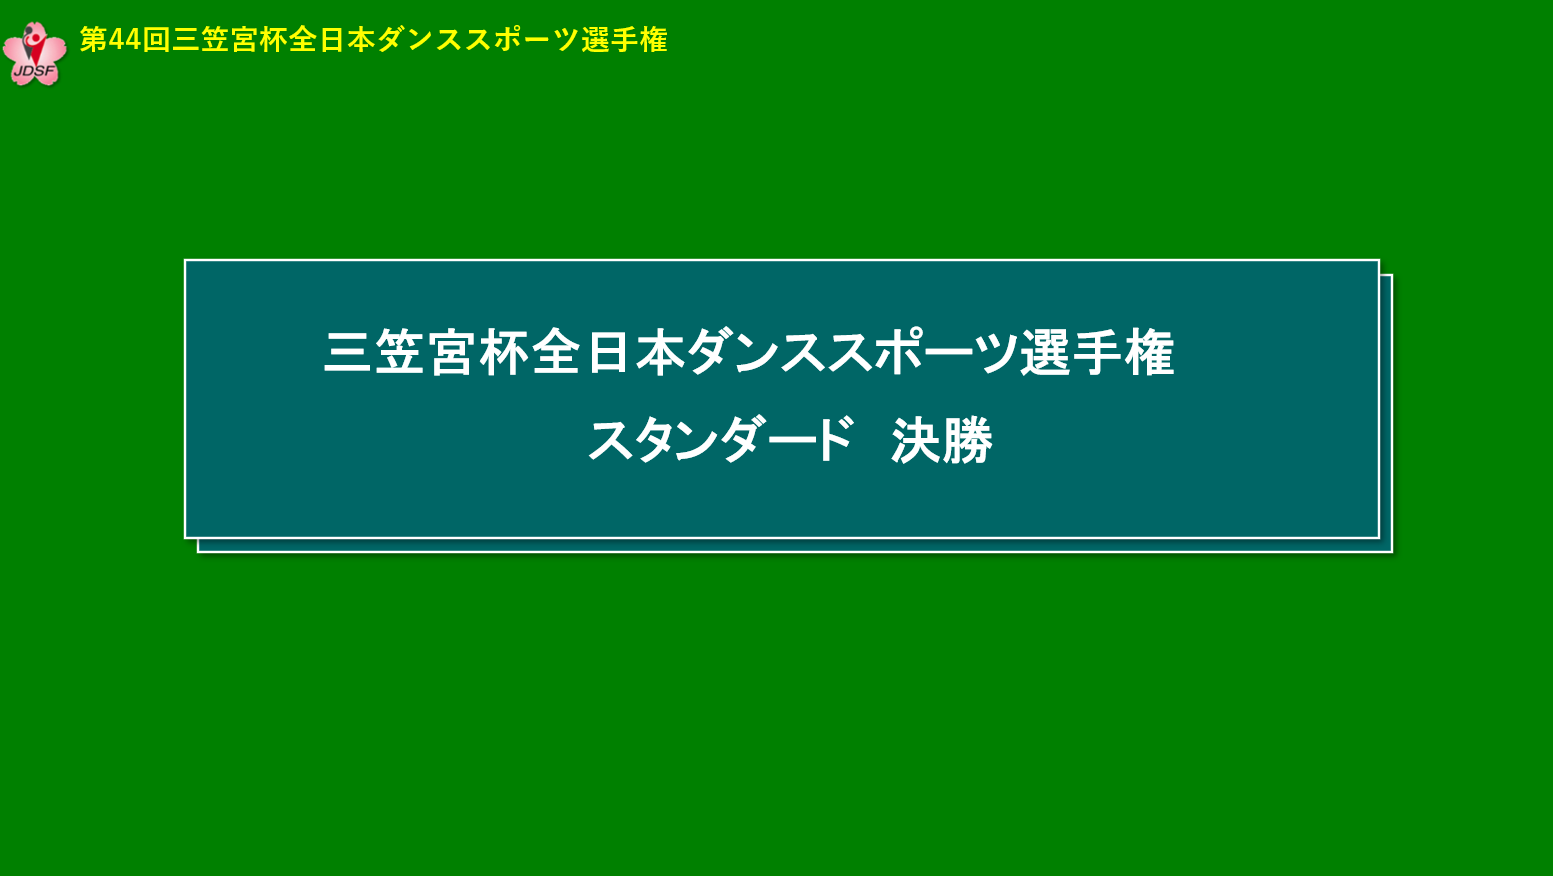 第44回三笠宮杯全日本ダンススポーツ選手権
JDSF
三笠宮杯全日本ダンススポーツ選手権
スタンダード　決勝